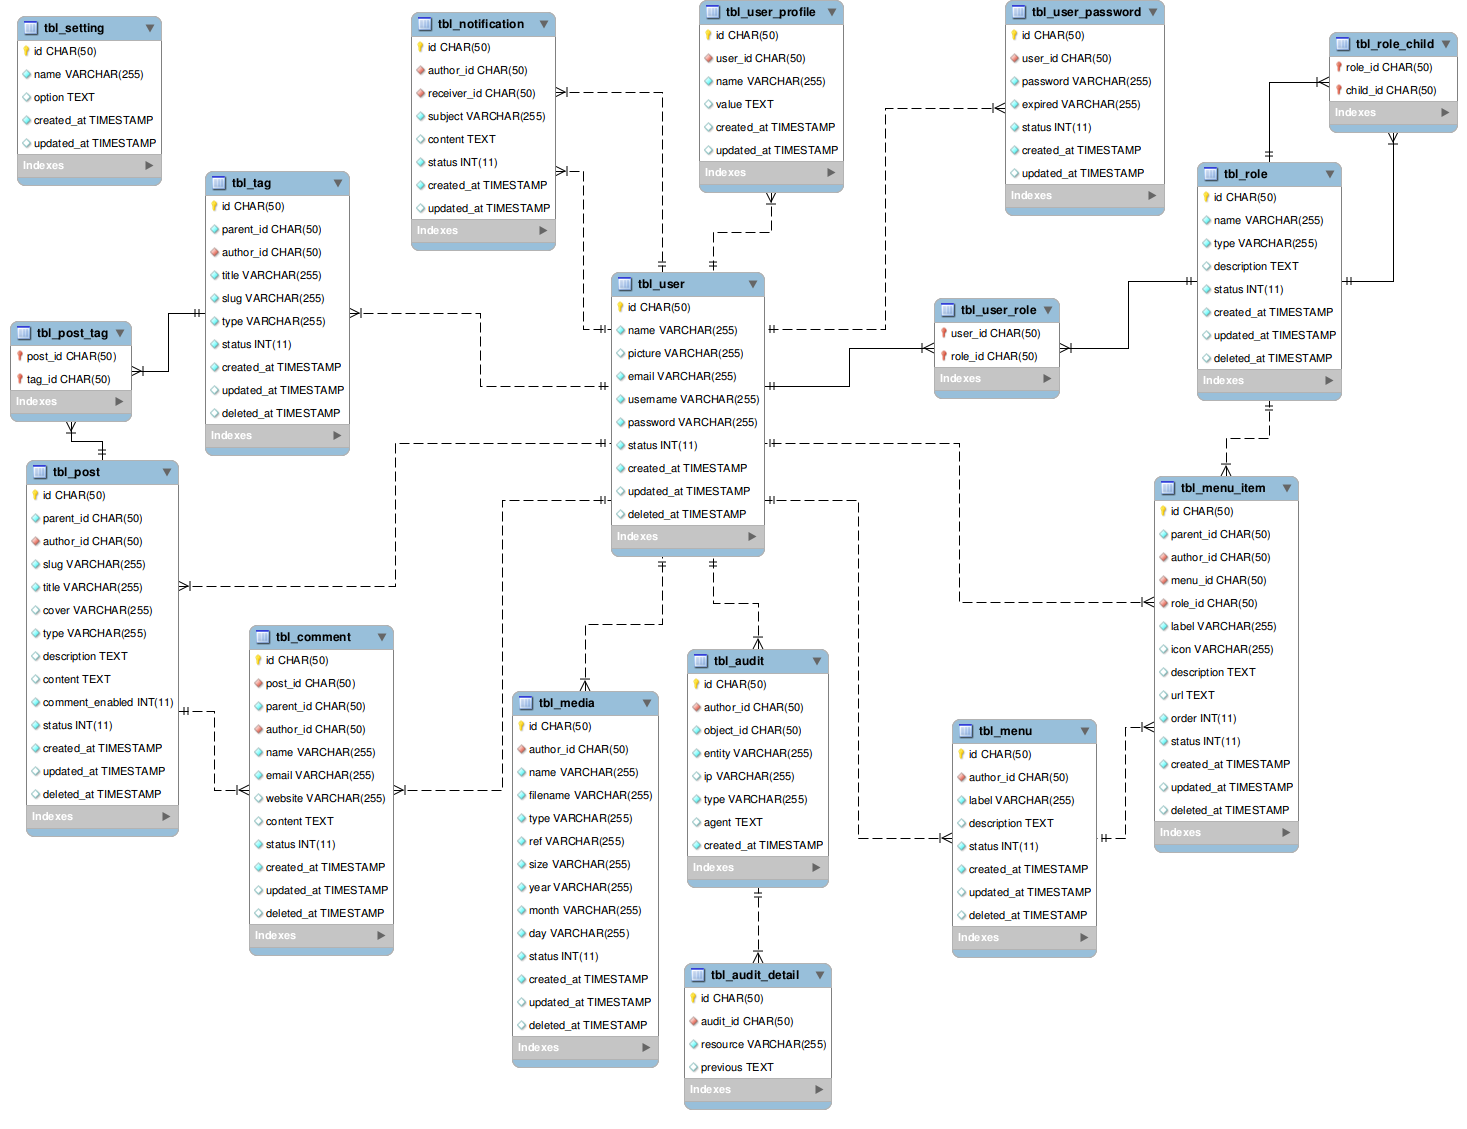 tbl_setting
id CHAR(50)
name VARCHAR(255)
option TEXT
created_at TIMESTAMP
updated_at TIMESTAMP
Indexes
tbl_notification
id CHAR(50)
author_id CHAR(50)
receiver_id CHAR(50)
subject VARCHAR(255)
content TEXT
status INT(11)
created_at TIMESTAMP
updated_at TIMESTAMP
Indexes
tbl_user_profile
id CHAR(50)
user_id CHAR(50)
name VARCHAR(255)
value TEXT
created_at TIMESTAMP
updated_at TIMESTAMP
Indexes
tbl_user_password
id CHAR(50)
user_id CHAR(50)
password VARCHAR(255)
expired VARCHAR(255)
status INT(11)
created_at TIMESTAMP
updated_at TIMESTAMP
Indexes
tbl_role_child
role_id CHAR(50)
child_id CHAR(50)
Indexes
tbl_tag
id CHAR(50)
parent_id CHAR(50)
author_id CHAR(50)
title VARCHAR(255)
slug VARCHAR(255)
type VARCHAR(255)
status INT(11)
created_at TIMESTAMP
updated_at TIMESTAMP
deleted_at TIMESTAMP
Indexes
tbl_role
id CHAR(50)
name VARCHAR(255)
type VARCHAR(255)
description TEXT
status INT(11)
created_at TIMESTAMP
updated_at TIMESTAMP
deleted_at TIMESTAMP
Indexes
tbl_user
id CHAR(50)
name VARCHAR(255)
picture VARCHAR(255)
email VARCHAR(255)
username VARCHAR(255)
password VARCHAR(255)
status INT(11)
created_at TIMESTAMP
updated_at TIMESTAMP
deleted_at TIMESTAMP
Indexes
tbl_user_role
user_id CHAR(50)
role_id CHAR(50)
Indexes
tbl_post_tag
post_id CHAR(50)
tag_id CHAR(50)
Indexes
tbl_post
id CHAR(50)
parent_id CHAR(50)
author_id CHAR(50)
slug VARCHAR(255)
title VARCHAR(255)
cover VARCHAR(255)
type VARCHAR(255)
description TEXT
content TEXT
comment_enabled INT(11)
status INT(11)
created_at TIMESTAMP
updated_at TIMESTAMP
deleted_at TIMESTAMP
Indexes
tbl_menu_item
id CHAR(50)
parent_id CHAR(50)
author_id CHAR(50)
menu_id CHAR(50)
role_id CHAR(50)
label VARCHAR(255)
icon VARCHAR(255)
description TEXT
url TEXT
order INT(11)
status INT(11)
created_at TIMESTAMP
updated_at TIMESTAMP
deleted_at TIMESTAMP
Indexes
tbl_comment
id CHAR(50)
post_id CHAR(50)
parent_id CHAR(50)
author_id CHAR(50)
name VARCHAR(255)
email VARCHAR(255)
website VARCHAR(255)
content TEXT
status INT(11)
created_at TIMESTAMP
updated_at TIMESTAMP
deleted_at TIMESTAMP
Indexes
tbl_audit
id CHAR(50)
author_id CHAR(50)
object_id CHAR(50)
entity VARCHAR(255)
ip VARCHAR(255)
type VARCHAR(255)
agent TEXT
created_at TIMESTAMP
Indexes
tbl_media
id CHAR(50)
author_id CHAR(50)
name VARCHAR(255)
filename VARCHAR(255)
type VARCHAR(255)
ref VARCHAR(255)
size VARCHAR(255)
year VARCHAR(255)
month VARCHAR(255)
day VARCHAR(255)
status INT(11)
created_at TIMESTAMP
updated_at TIMESTAMP
deleted_at TIMESTAMP
Indexes
tbl_menu
id CHAR(50)
author_id CHAR(50)
label VARCHAR(255)
description TEXT
status INT(11)
created_at TIMESTAMP
updated_at TIMESTAMP
deleted_at TIMESTAMP
Indexes
tbl_audit_detail
id CHAR(50)
audit_id CHAR(50)
resource VARCHAR(255)
previous TEXT
Indexes